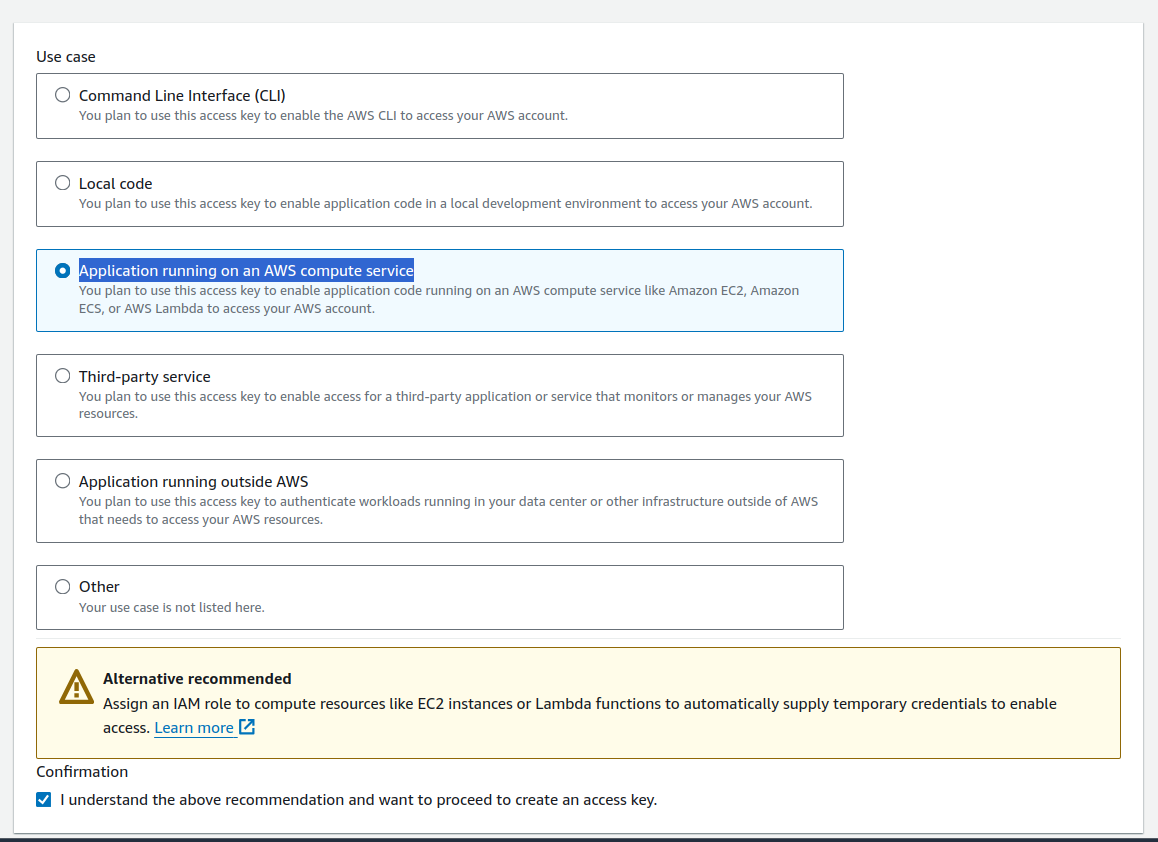 Use case
Command Line Interface (CLI)
You plan to use this access key to enable the AWS CLI to access your AWS account.
Local code
You plan to use this access key to enable application code in a local development environment to access your AWS account.
Application running on an AWS compute service
You plan to use this access key to enable application code running on an AWS compute service like Amazon EC2, Amazon
ECS, or AWS Lambda to access your AWS account.
Third-party service
You plan to use this access key to enable access for a third-party application or service that monitors or manages your AWS
resources.
Application running outside AWS
You plan to use this access key to authenticate workloads running in your data center or other infrastructure outside of AWS
that needs to access your AWS resources.
Other
Your use case is not listed here.
Alternative recommended
Assign an IAM role to compute resources like EC2 instances or Lambda functions to automatically supply temporary credentials to enable
access. Learn more
Confirmation
I understand the above recommendation and want to proceed to create an access key.